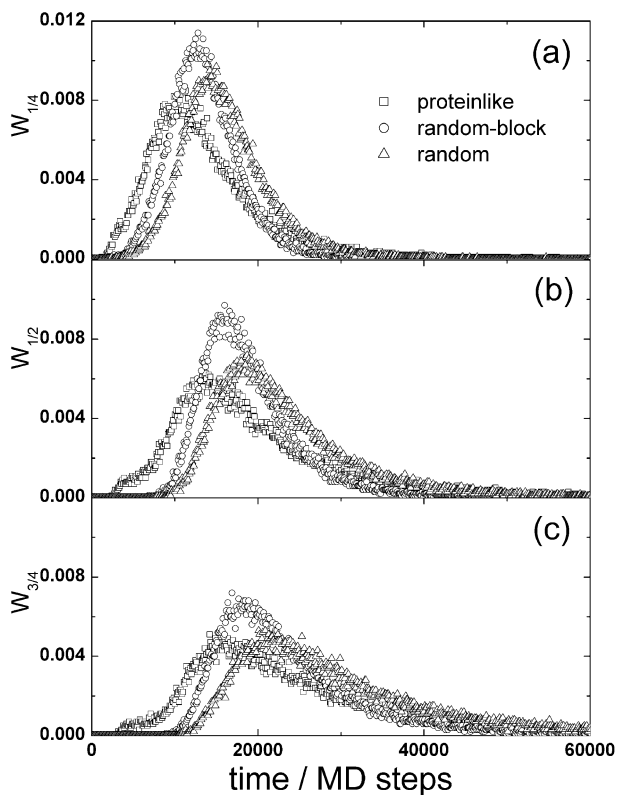 0.012
(a)
0.008
W1/4
proteinlike
random-block
random
0.004
0.000
(b)
0.008
W1/2
0.004
0.000
(c)
0.008
W3/4
0.004
0.000
0 20000 40000 60000
time / MD steps